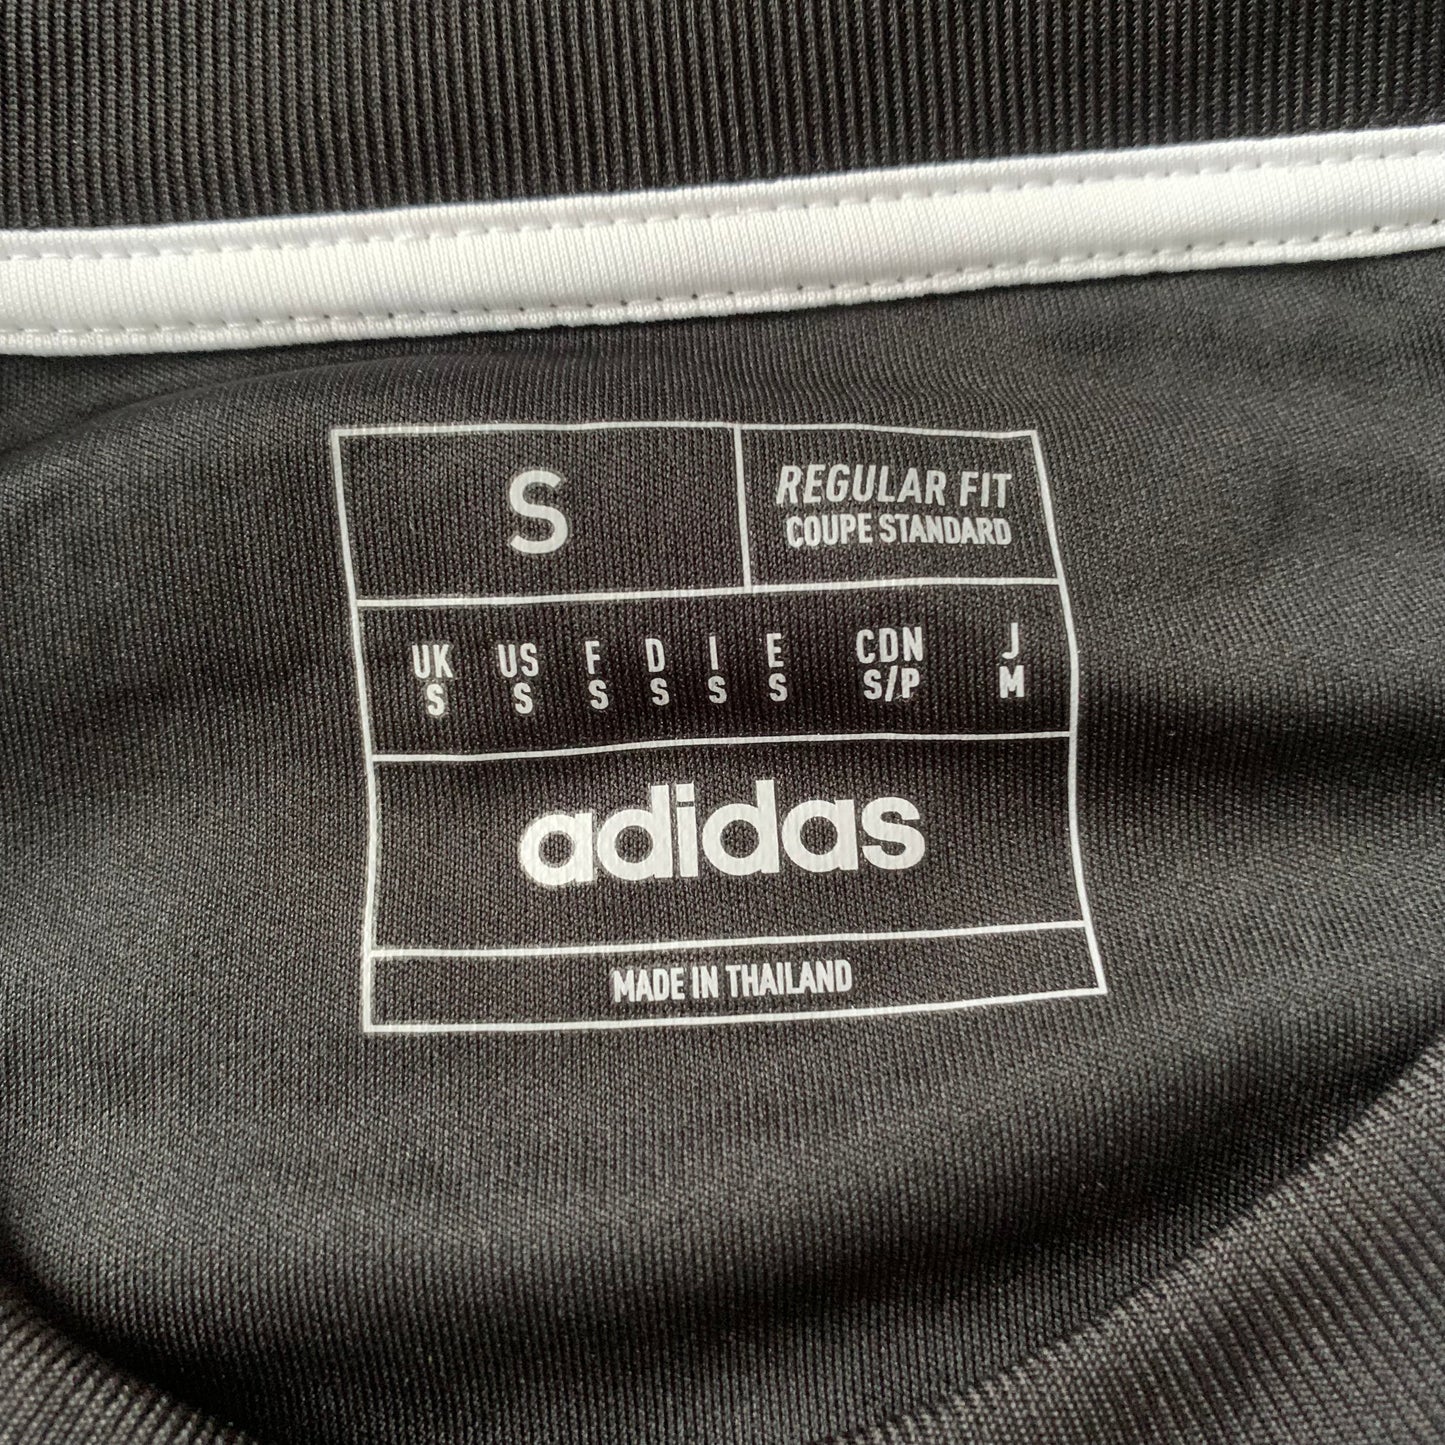 S
REGULAR FIT
COUPE STANDARD
UK US F D I E CDN J
S S S S S S S/P M
adidas
MADE IN THAILAND